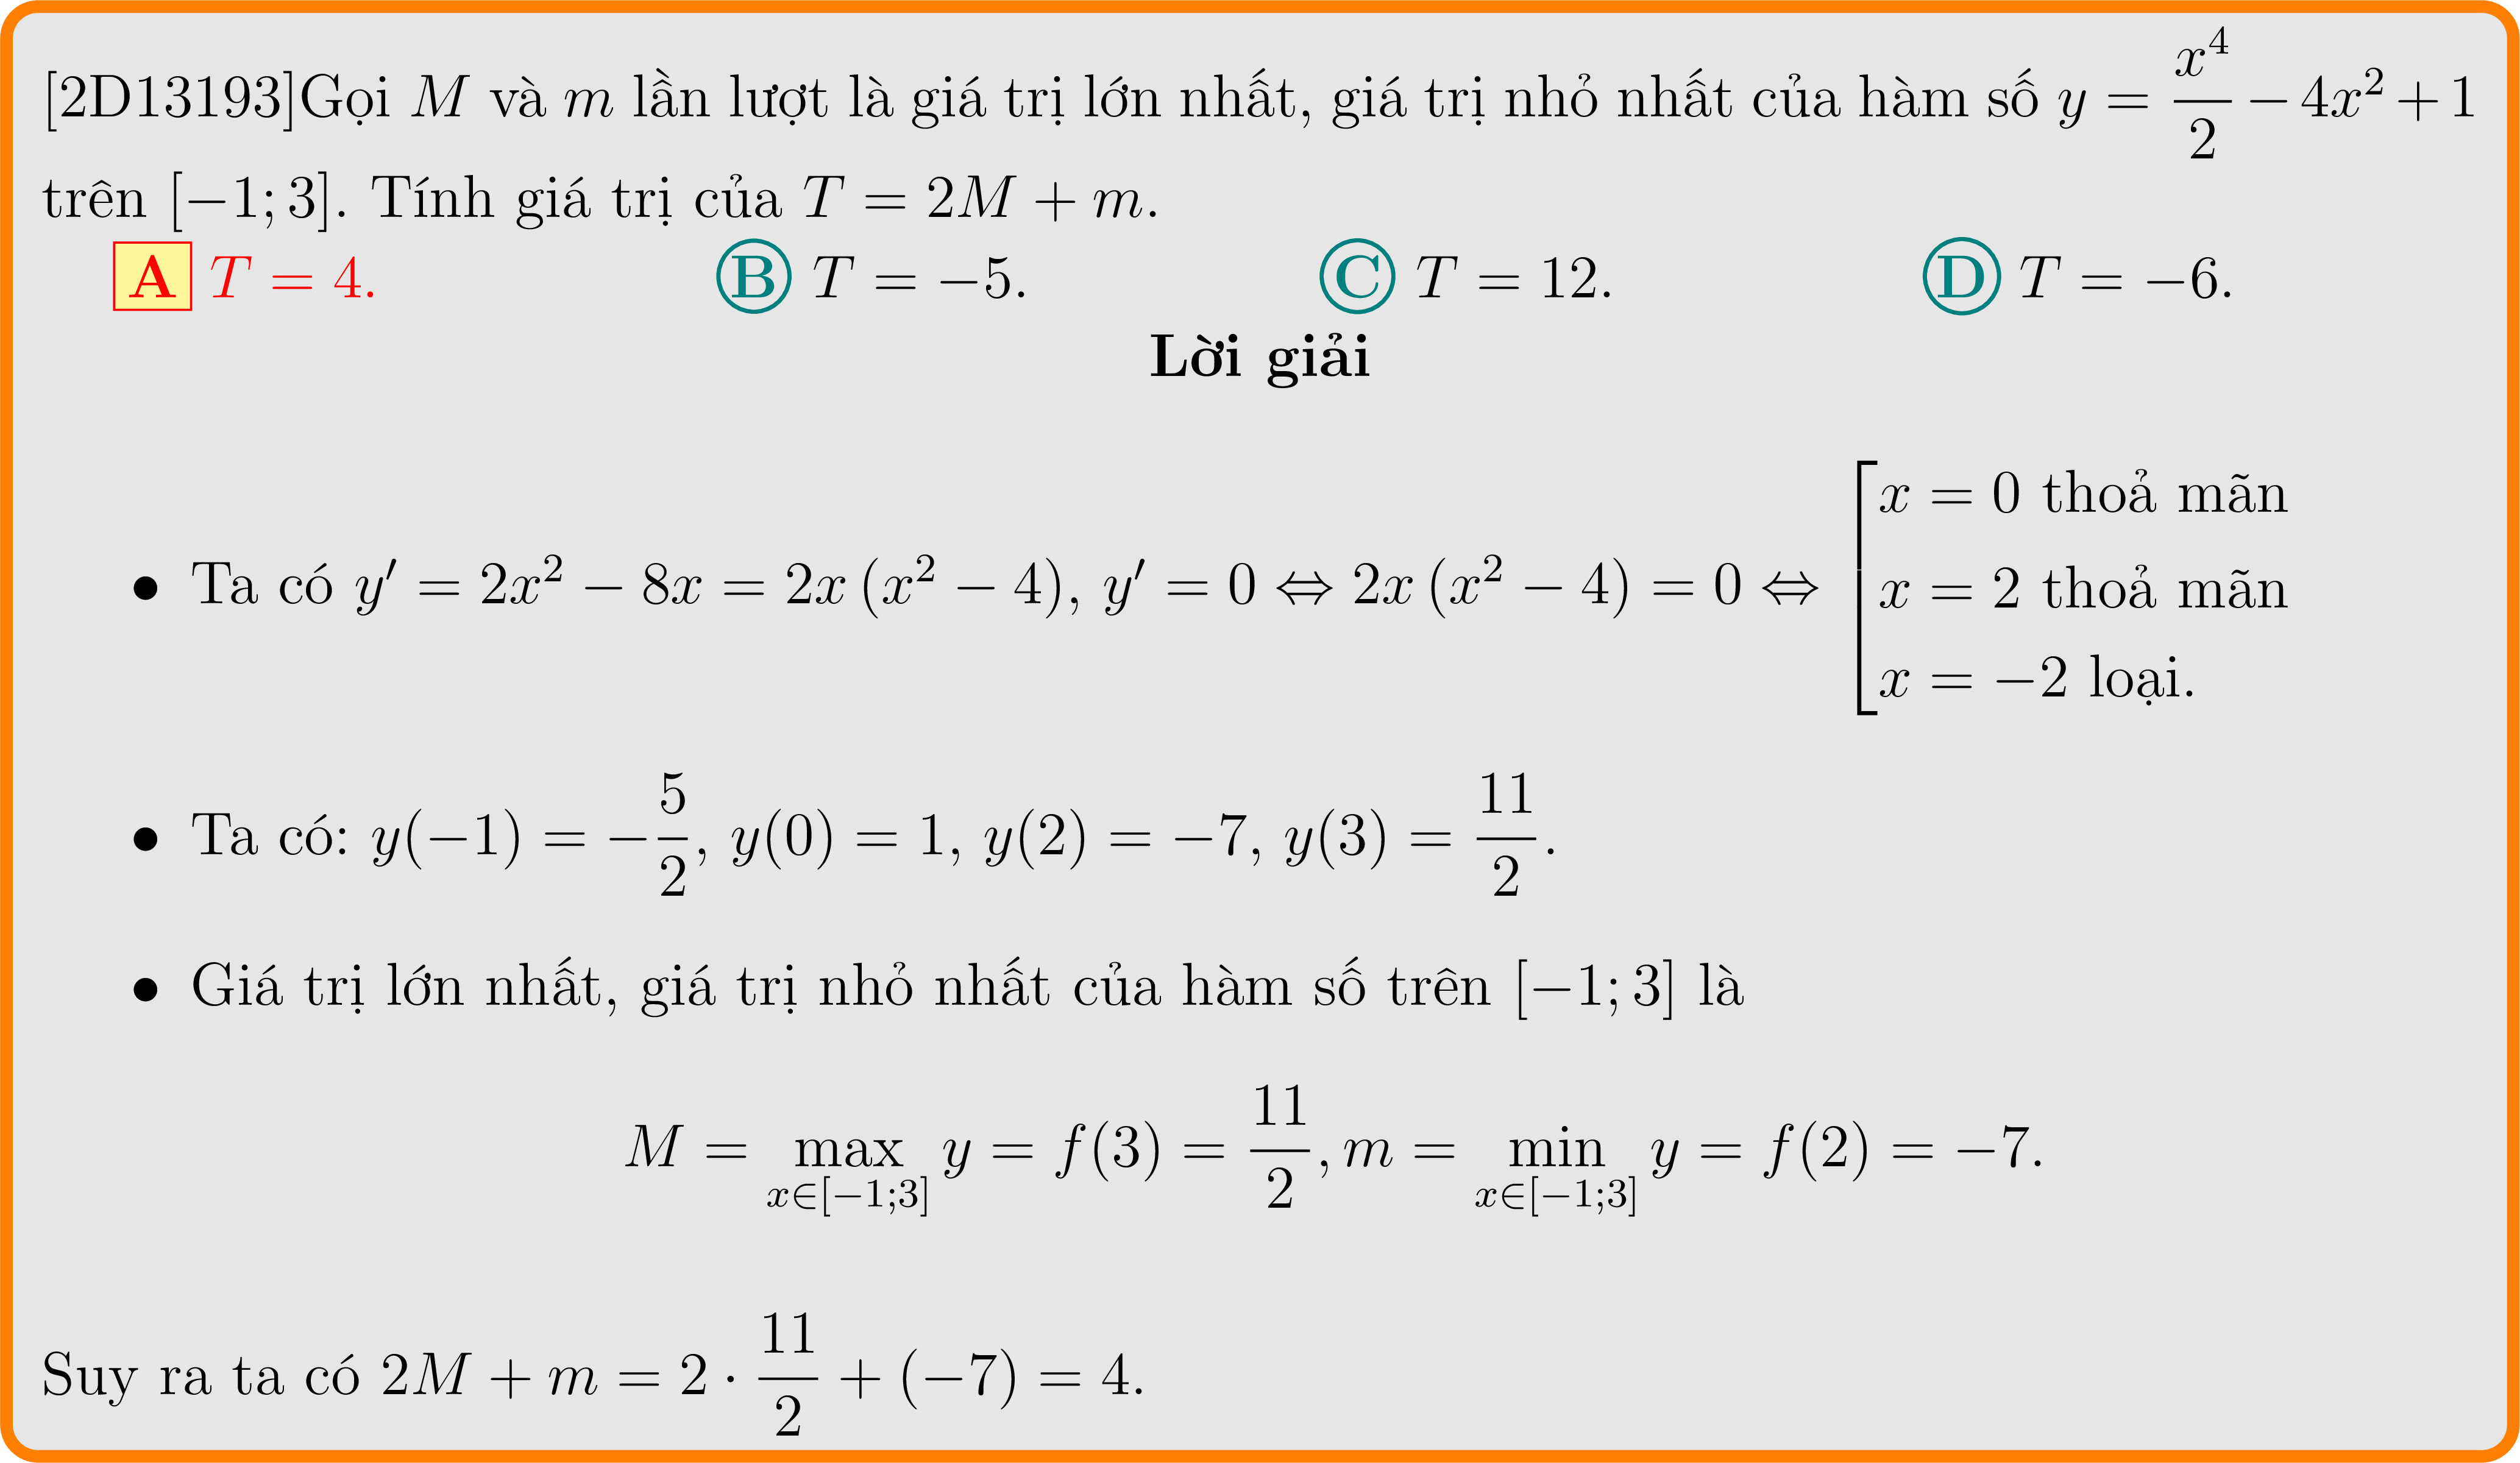 [2D13193]Gọi $M$ và $m$ lần lượt là giá trị lớn nhất, giá trị nhỏ nhất của hàm số $y = \dfrac{x^4}{2} - 4x^2 + 1$
trên $[-1; 3]$. Tính giá trị của $T = 2M + m$.
A $T = 4.$ B $T = -5.$ C $T = 12.$ D $T = -6.$
Lời giải
• Ta có $y' = 2x^2 - 8x = 2x\left(x^2 - 4\right)$, $y' = 0 \Leftrightarrow 2x\left(x^2 - 4\right) = 0 \Leftrightarrow \left[\begin{array}{l} x = 0 \text{ thoả mãn} \\ x = 2 \text{ thoả mãn} \\ x = -2 \text{ loại.} \end{array}\right.$
• Ta có: $y(-1) = -\dfrac{5}{2}$, $y(0) = 1$, $y(2) = -7$, $y(3) = \dfrac{11}{2}$.
• Giá trị lớn nhất, giá trị nhỏ nhất của hàm số trên $[-1; 3]$ là
$M = \max\limits_{x \in [-1;3]} y = f(3) = \dfrac{11}{2}, m = \min\limits_{x \in [-1;3]} y = f(2) = -7.$
Suy ra ta có $2M + m = 2 \cdot \dfrac{11}{2} + (-7) = 4.$